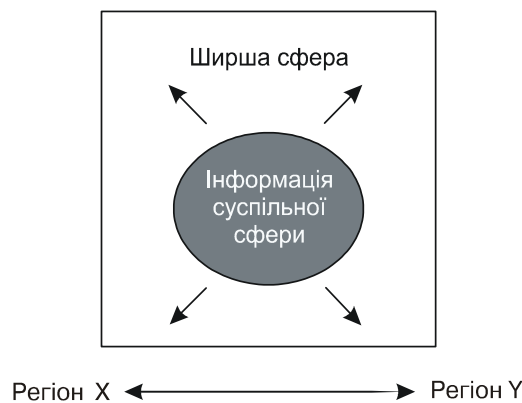 Ширша сфера
Інформація
суспільної
сфери
Регіон X
Регіон Y